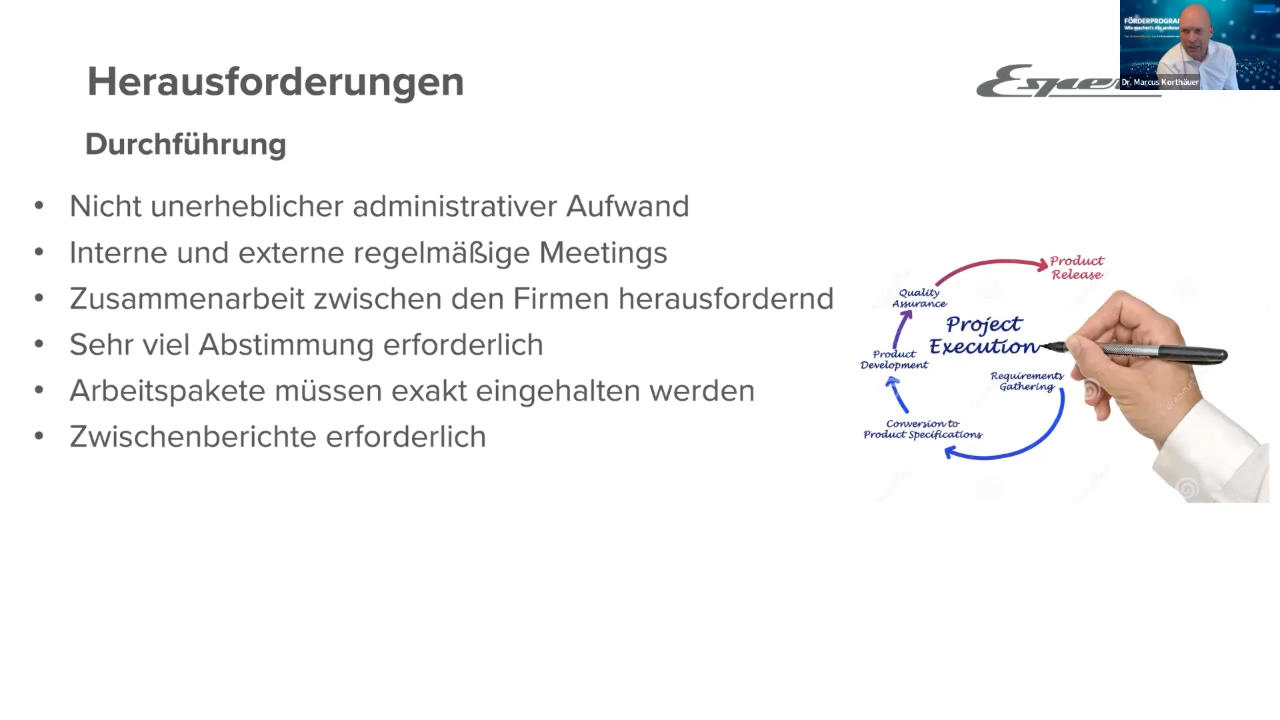 Herausforderungen
Durchführung
• Nicht unerheblicher administrativer Aufwand
• Interne und externe regelmäßige Meetings
• Zusammenarbeit zwischen den Firmen herausfordernd
• Sehr viel Abstimmung erforderlich
• Arbeitspakete müssen exakt eingehalten werden
• Zwischenberichte erforderlich
Dr. Marcus Korthäuer
Product
Release
Quality
Assurance
Project
Execution
Product
Development
Requirements
Gathering
Conversion to
Product Specifications